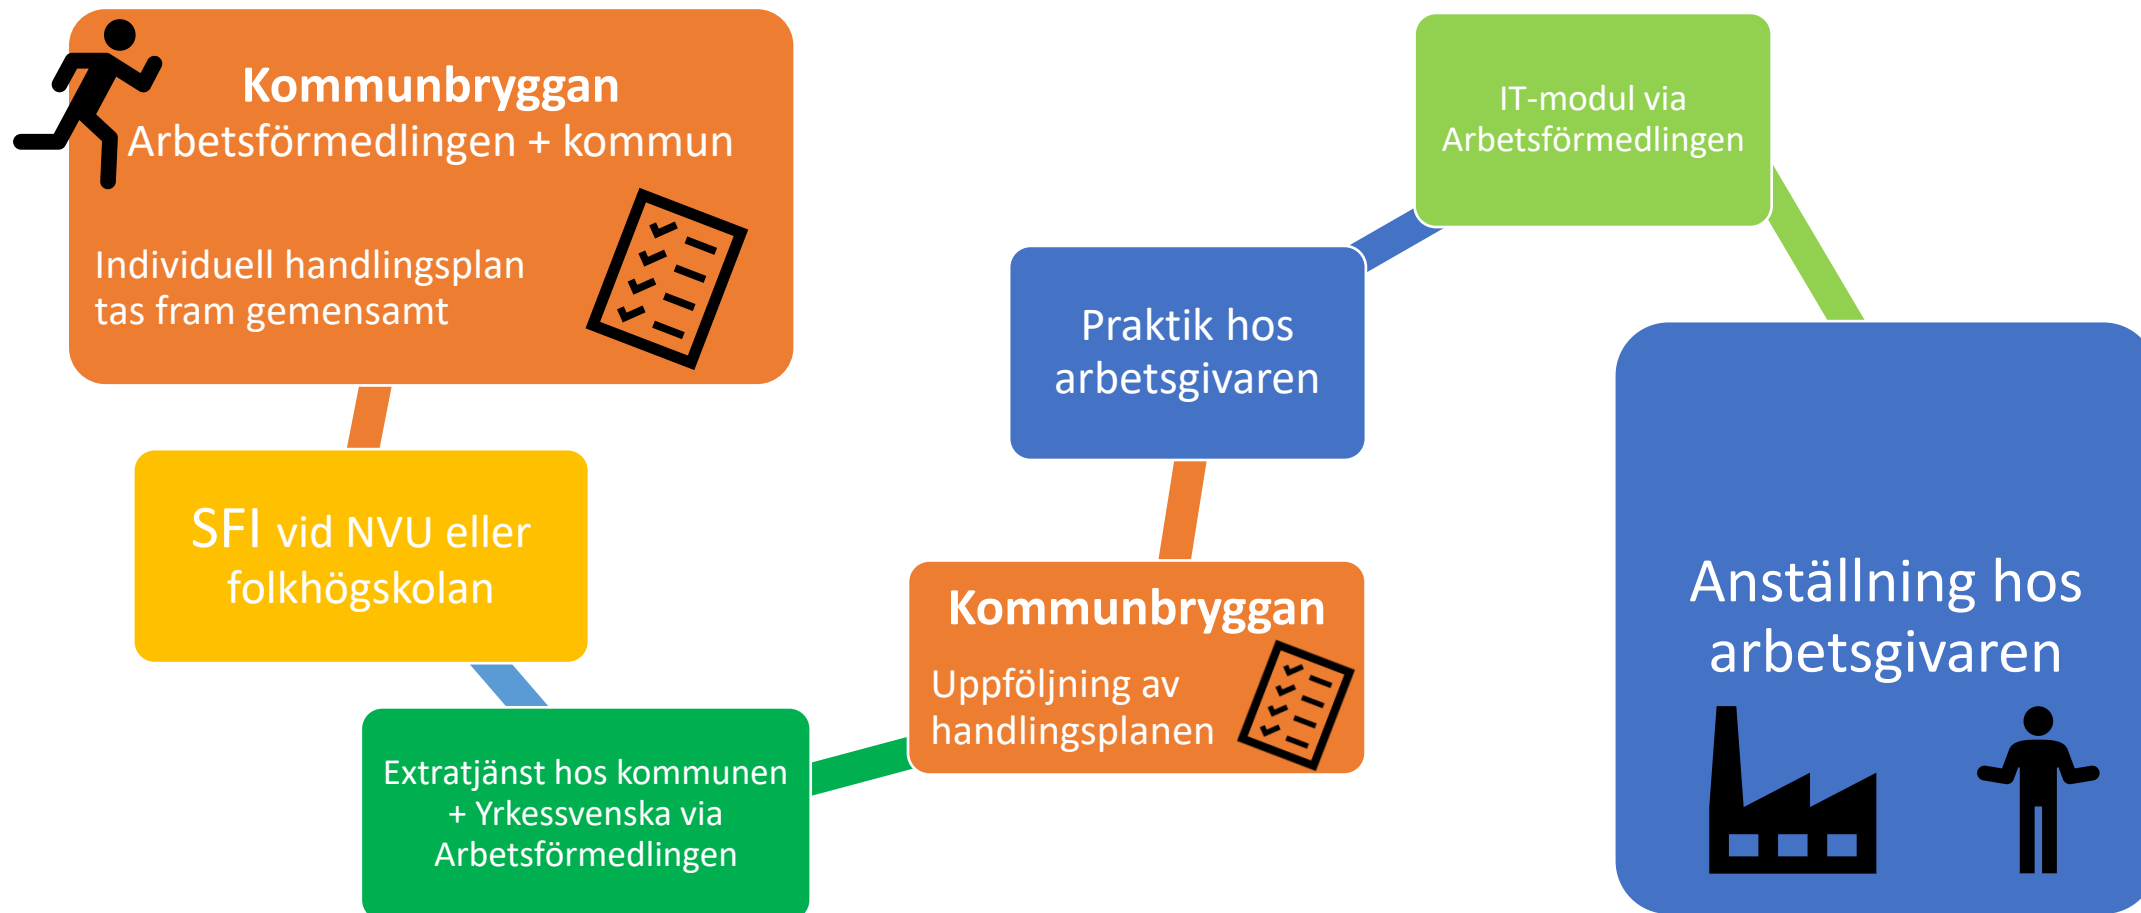 Kommunbryggan
Arbetsförmedlingen + kommun
Individuell handlingsplan
tas fram gemensamt
SFI vid NVU eller
folkhögskolan
Extratjänst hos kommunen
+ Yrkessvenska via
Arbetsförmedlingen
Kommunbryggan
Uppföljning av
handlingsplanen
Praktik hos
arbetsgivaren
IT-modul via
Arbetsförmedlingen
Anställning hos
arbetsgivaren